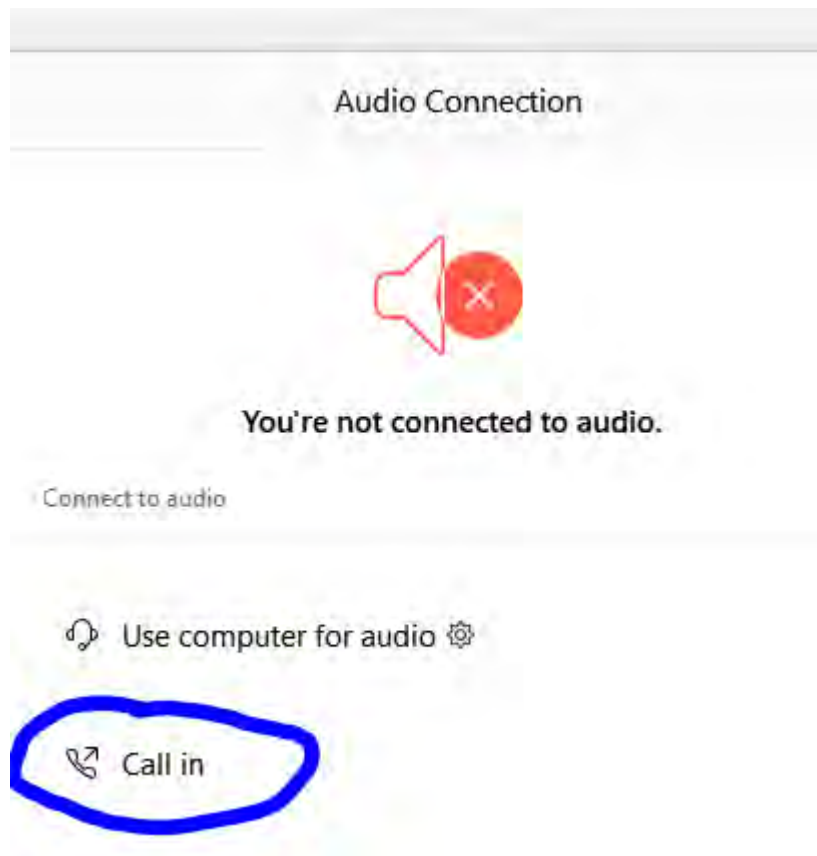 Audio Connection
You're not connected to audio.
Connect to audio
Use computer for audio
Call in